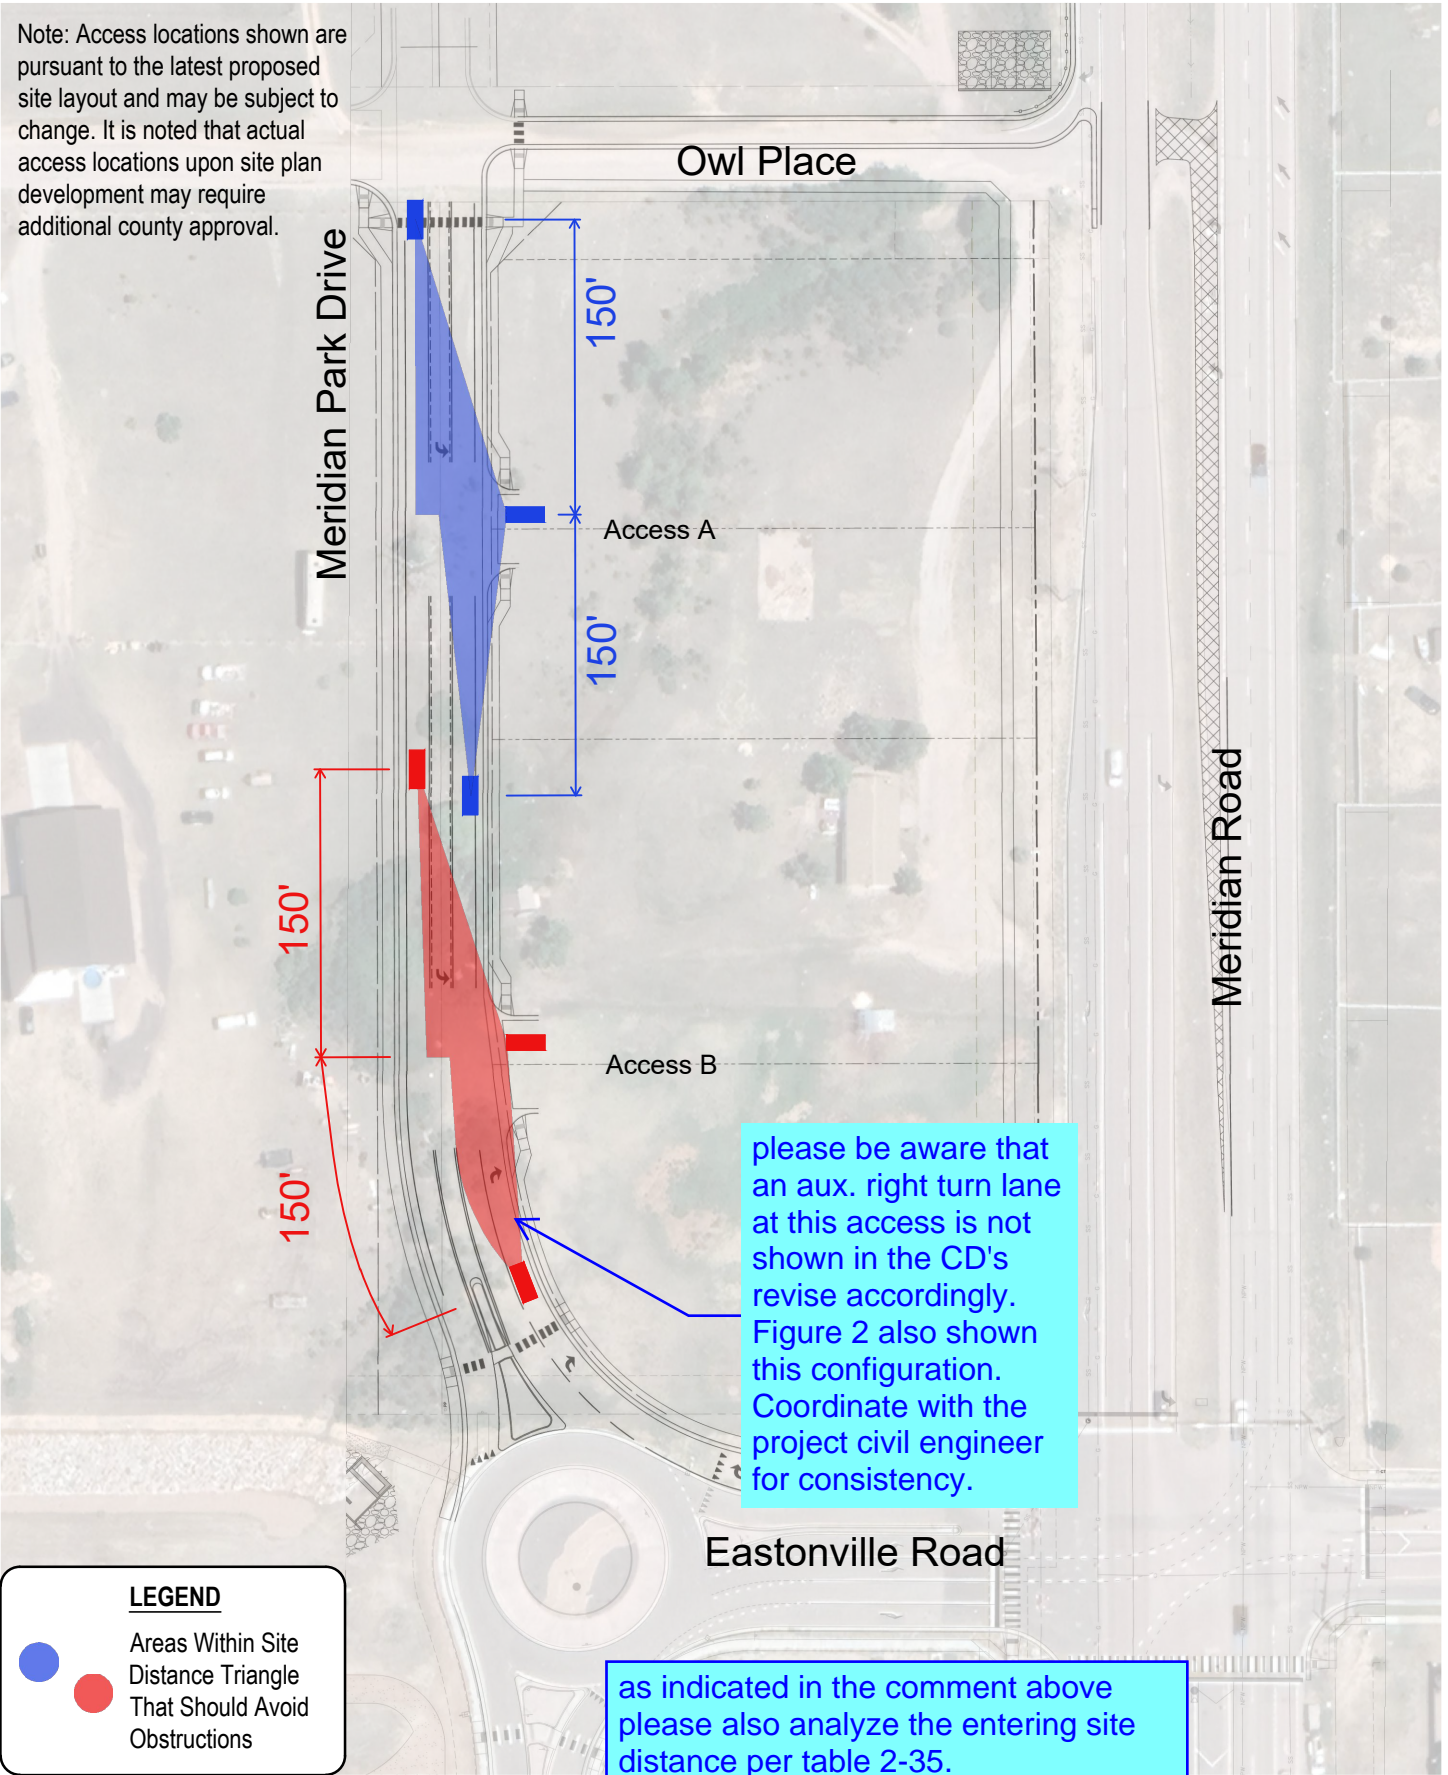 Note: Access locations shown are
pursuant to the latest proposed
site layout and may be subject to
change. It is noted that actual
access locations upon site plan
development may require
additional county approval.
Owl Place
Meridian Park Drive
150'
Access A
150'
150'
Access B
150'
Meridian Road
please be aware that
an aux. right turn lane
at this access is not
shown in the CD's
revise accordingly.
Figure 2 also shown
this configuration.
Coordinate with the
project civil engineer
for consistency.
Eastonville Road
LEGEND
Areas Within Site
Distance Triangle
That Should Avoid
Obstructions
as indicated in the comment above
please also analyze the entering site
distance per table 2-35.